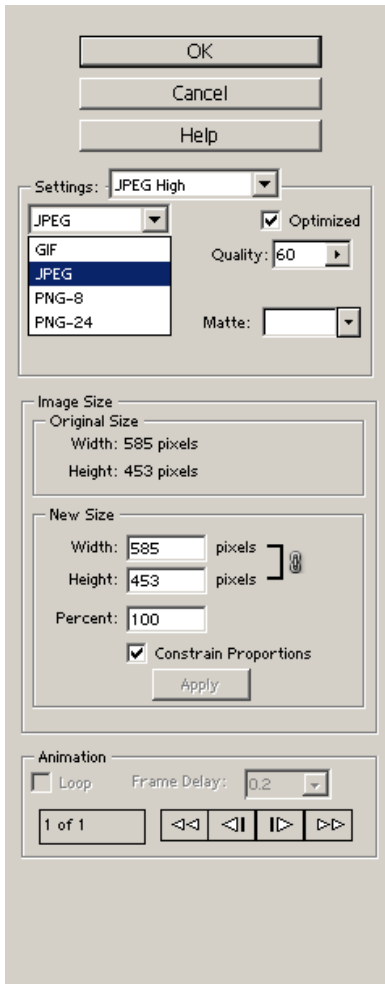 OK
Cancel
Help
Settings: JPEG High
JPEG Optimized
GIF Quality: 60
JPEG
PNG-8
PNG-24 Matte:
Image Size
Original Size
Width: 585 pixels
Height: 453 pixels
New Size
Width: 585 pixels
Height: 453 pixels
Percent: 100
Constrain Proportions
Apply
Animation
Loop Frame Delay: 0.2
1 of 1